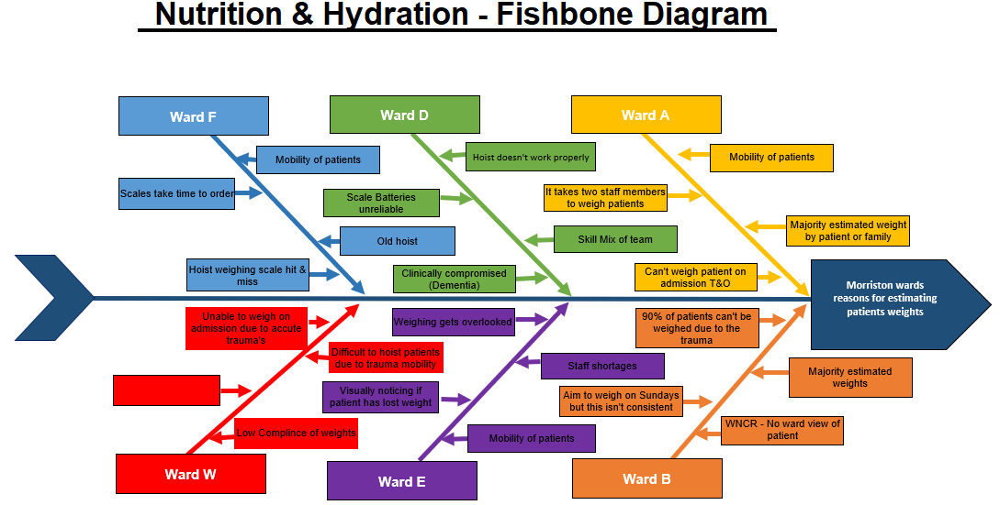 Nutrition & Hydration - Fishbone Diagram
Ward F
Ward D
Ward A
Mobility of patients
Scales take time to order
Old hoist
Hoist weighing scale hit &
miss
Hoist doesn't work properly
Scale Batteries
unreliable
Skill Mix of team
Clinically compromised
(Dementia)
Mobility of patients
It takes two staff members
to weigh patients
Majority estimated weight
by patient or family
Can't weigh patient on
admission T&O
Morriston wards
reasons for estimating
patients weights
Unable to weigh on
admission due to accute
trauma's
Difficult to hoist patients
due to trauma mobility
Low Complince of weights
Weighing gets overlooked
Staff shortages
Visually noticing if
patient has lost weight
Mobility of patients
90% of patients can't be
weighed due to the
trauma
Majority estimated
weights
Aim to weigh on Sundays
but this isn't consistent
WNCR - No ward view of
patient
Ward W
Ward E
Ward B